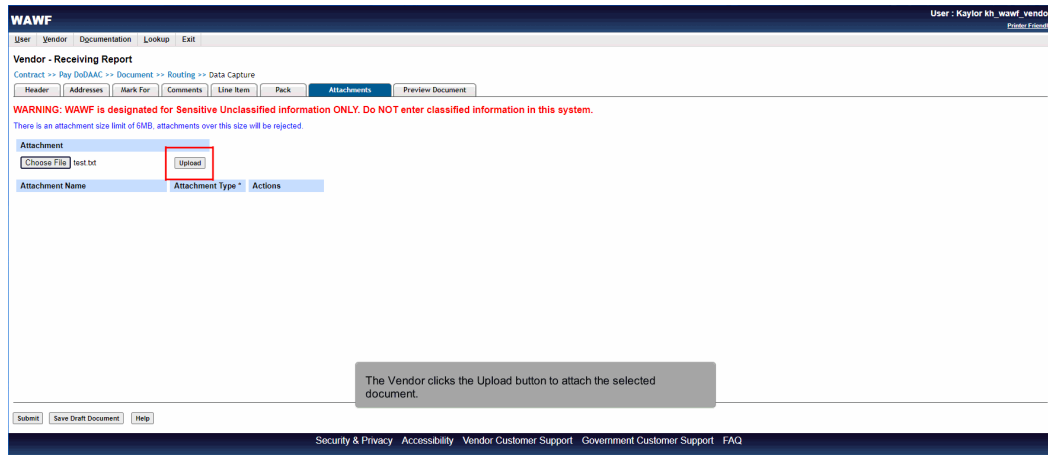 WAWF
User : Kaylor kh_wawf_vendo
Printer Friendl
User Vendor Documentation Lookup Exit
Vendor - Receiving Report
Contract >> Pay DoDAAC >> Document >> Routing >> Data Capture
Header Addresses Mark For Comments Line Item Pack Attachments Preview Document
WARNING: WAWF is designated for Sensitive Unclassified information ONLY. Do NOT enter classified information in this system.
There is an attachment size limit of 6MB, attachments over this size will be rejected.
Attachment
Choose File test.txt Upload
Attachment Name Attachment Type * Actions
The Vendor clicks the Upload button to attach the selected
document.
Submit Save Draft Document Help
Security & Privacy Accessibility Vendor Customer Support Government Customer Support FAQ